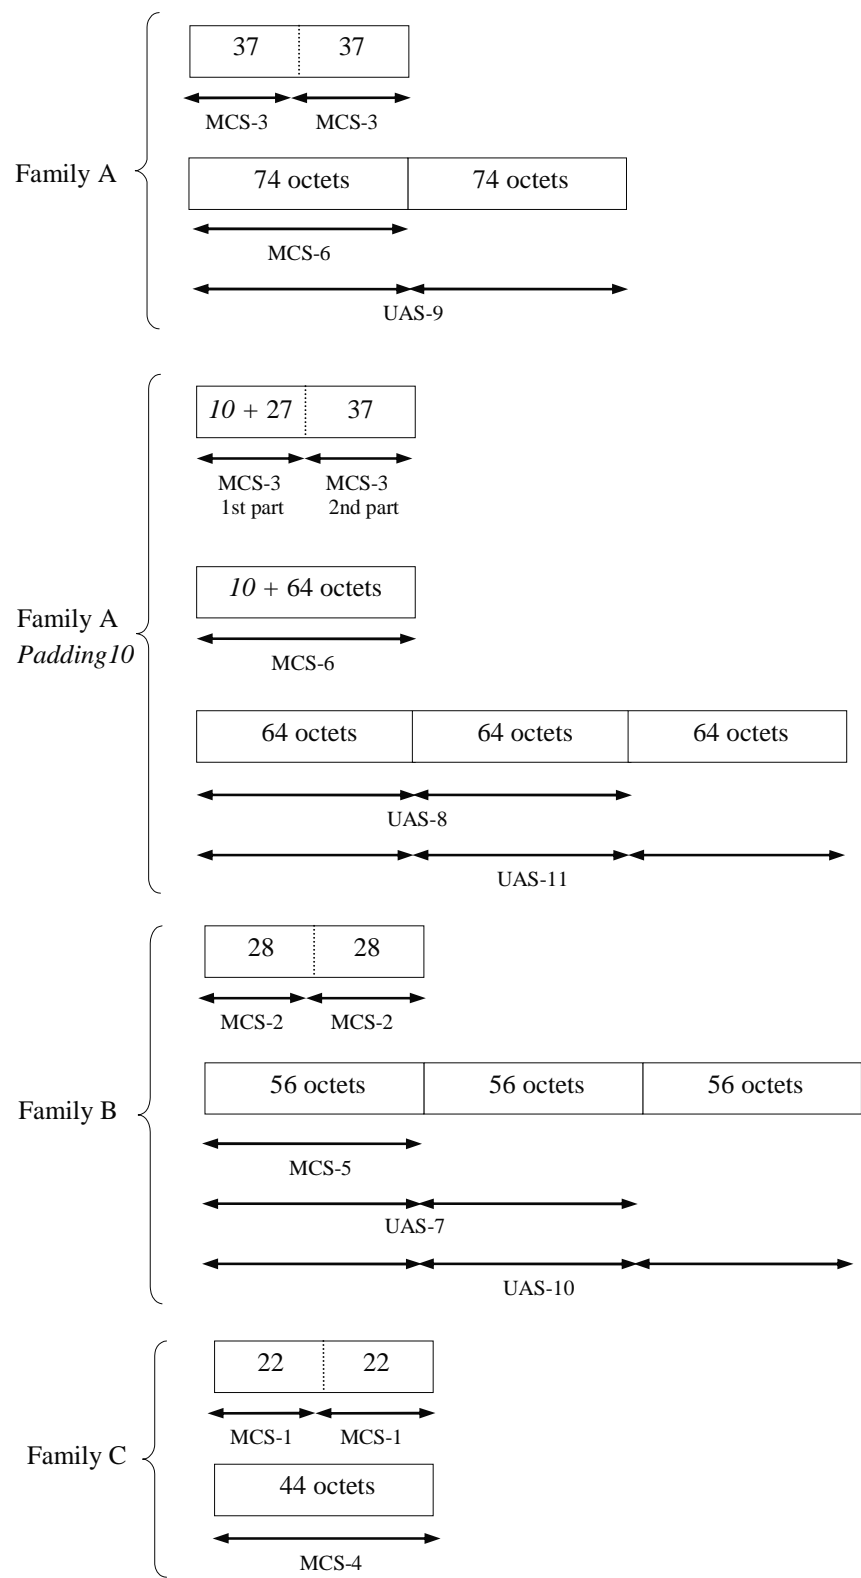 37 37
MCS-3 MCS-3
Family A
74 octets 74 octets
MCS-6
UAS-9
10 + 27 37
MCS-3 MCS-3
1st part 2nd part
10 + 64 octets
Family A
Padding10
MCS-6
64 octets 64 octets 64 octets
UAS-8
UAS-11
28 28
MCS-2 MCS-2
56 octets 56 octets 56 octets
Family B
MCS-5
UAS-7
UAS-10
22 22
MCS-1 MCS-1
Family C
44 octets
MCS-4